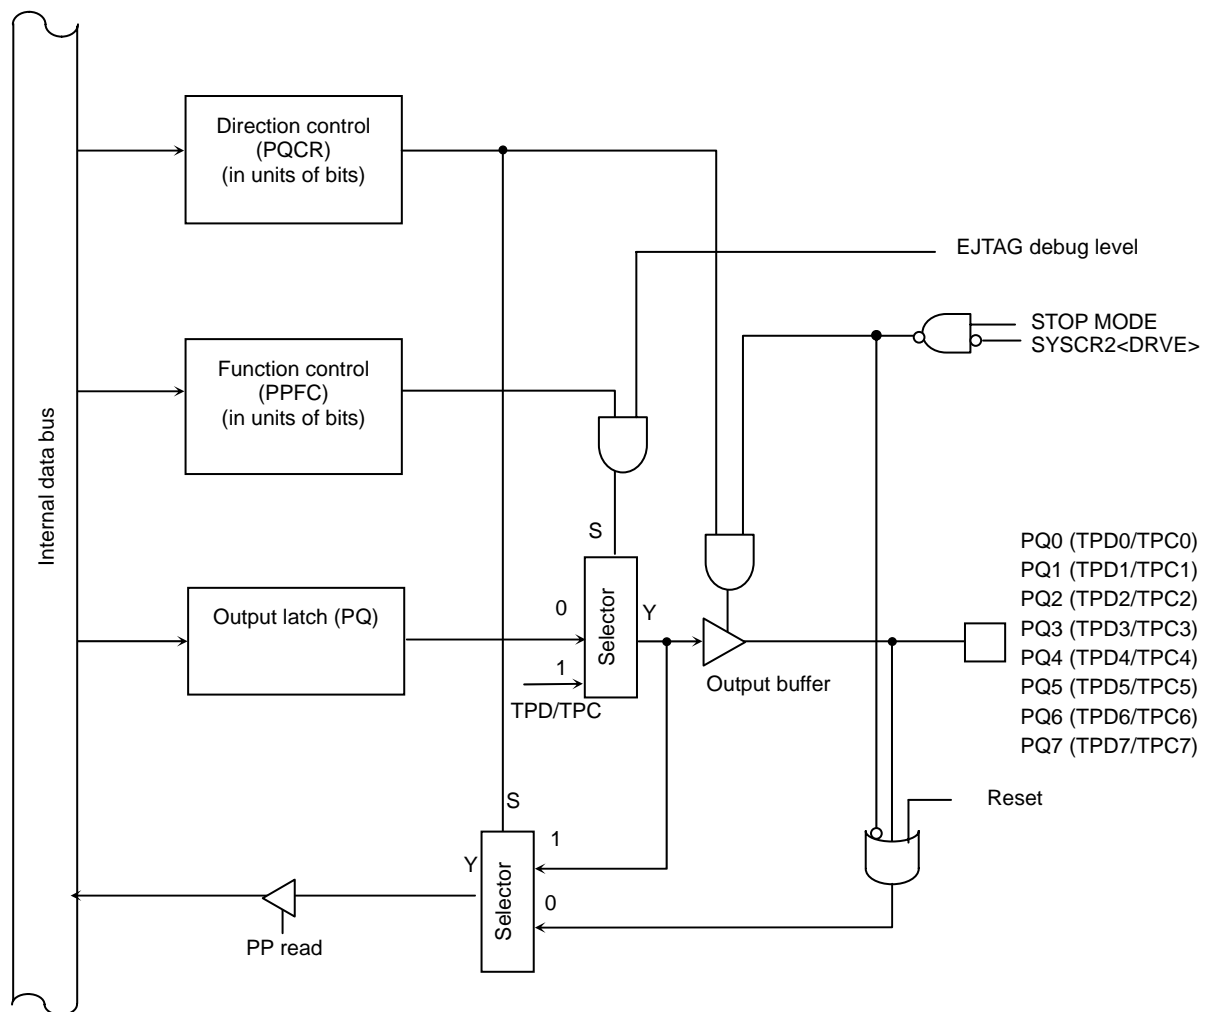 Internal data bus
Direction control
(PQCR)
(in units of bits)
EJTAG debug level
STOP MODE
SYSCR2<DRVE>
Function control
(PPFC)
(in units of bits)
S
Output latch (PQ)
0
1
TPD/TPC
Selector
Y
Output buffer
PQ0 (TPD0/TPC0)
PQ1 (TPD1/TPC1)
PQ2 (TPD2/TPC2)
PQ3 (TPD3/TPC3)
PQ4 (TPD4/TPC4)
PQ5 (TPD5/TPC5)
PQ6 (TPD6/TPC6)
PQ7 (TPD7/TPC7)
Reset
S
Y
Selector
1
0
PP read